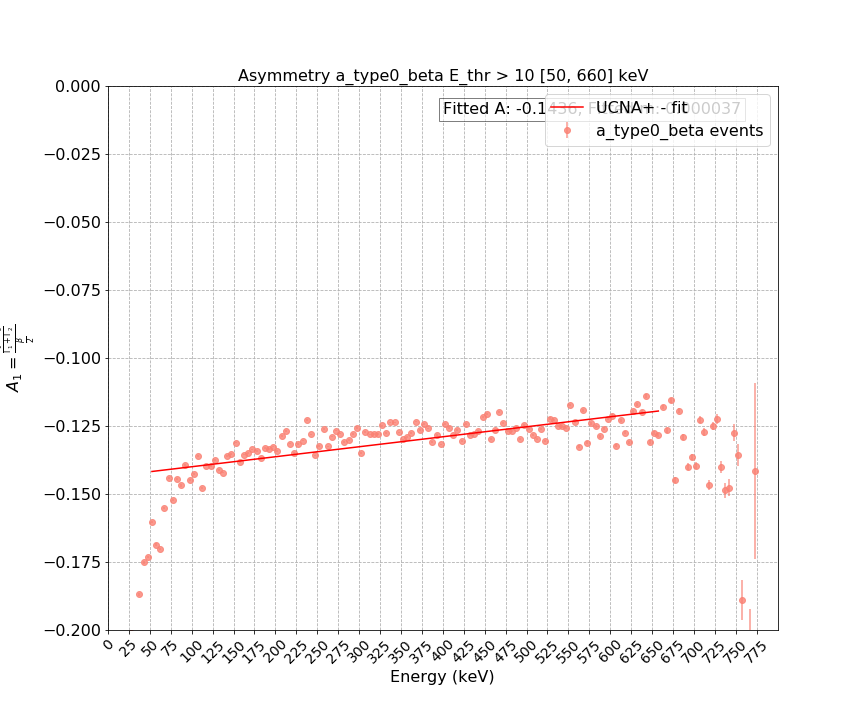 Asymmetry a_type0_beta E_thr > 10 [50, 660] keV
0.000
−0.025
−0.050
−0.075
−0.100
−0.125
−0.150
−0.175
−0.200
Fitted A: -0.1436,
UCNA+ - fit
a_type0_beta events
0 25 50 75 100 125 150 175 200 225 250 275 300 325 350 375 400 425 450 475 500 525 550 575 600 625 650 675 700 725 750 775
Energy (keV)